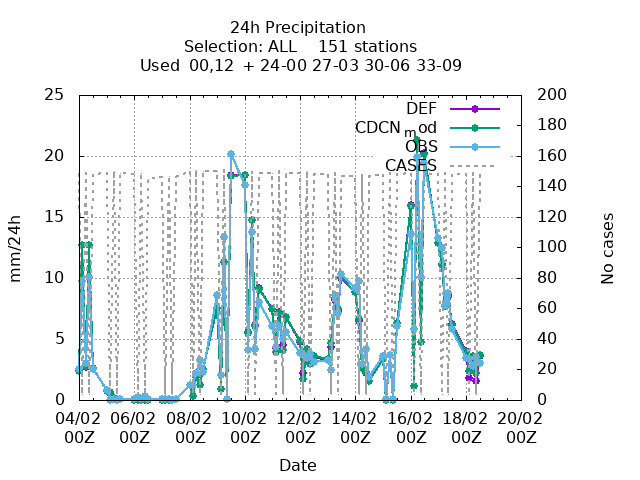 24h Precipitation
Selection: ALL    151 stations
Used  00,12  + 24-00 27-03 30-06 33-09
DEF
CDCN_mod
OBS
CASES
mm/24h
25
20
15
10
5
0
No cases
200
180
160
140
120
100
80
60
40
20
0
04/02 06/02 08/02 10/02 12/02 14/02 16/02 18/02 20/02
00Z 00Z 00Z 00Z 00Z 00Z 00Z 00Z 00Z
Date